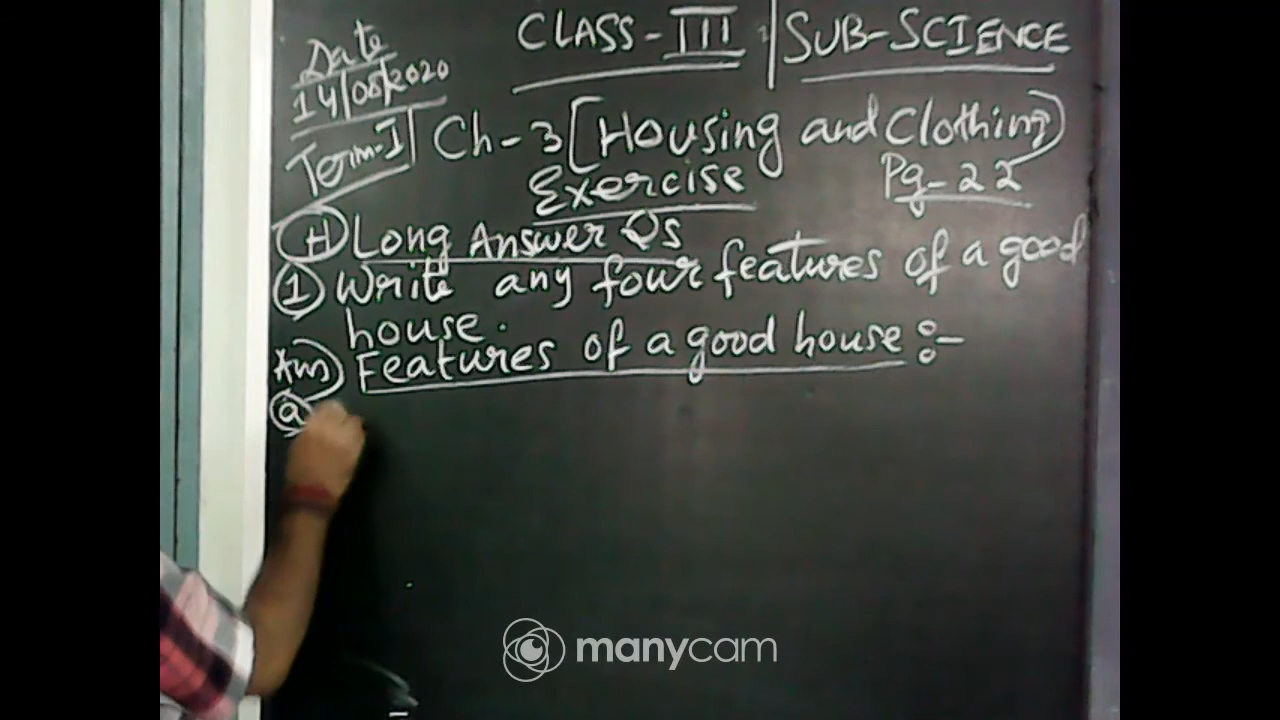 CLASS-III | SUB-SCIENCE
Date
14/08/2020
Term-I
Ch-3 [Housing and Clothing]
Exercise
Pg-22
(H) Long Answer Qs
(1) Write any four features of a good
house.
Ans) Features of a good house :-
(a)
manycam